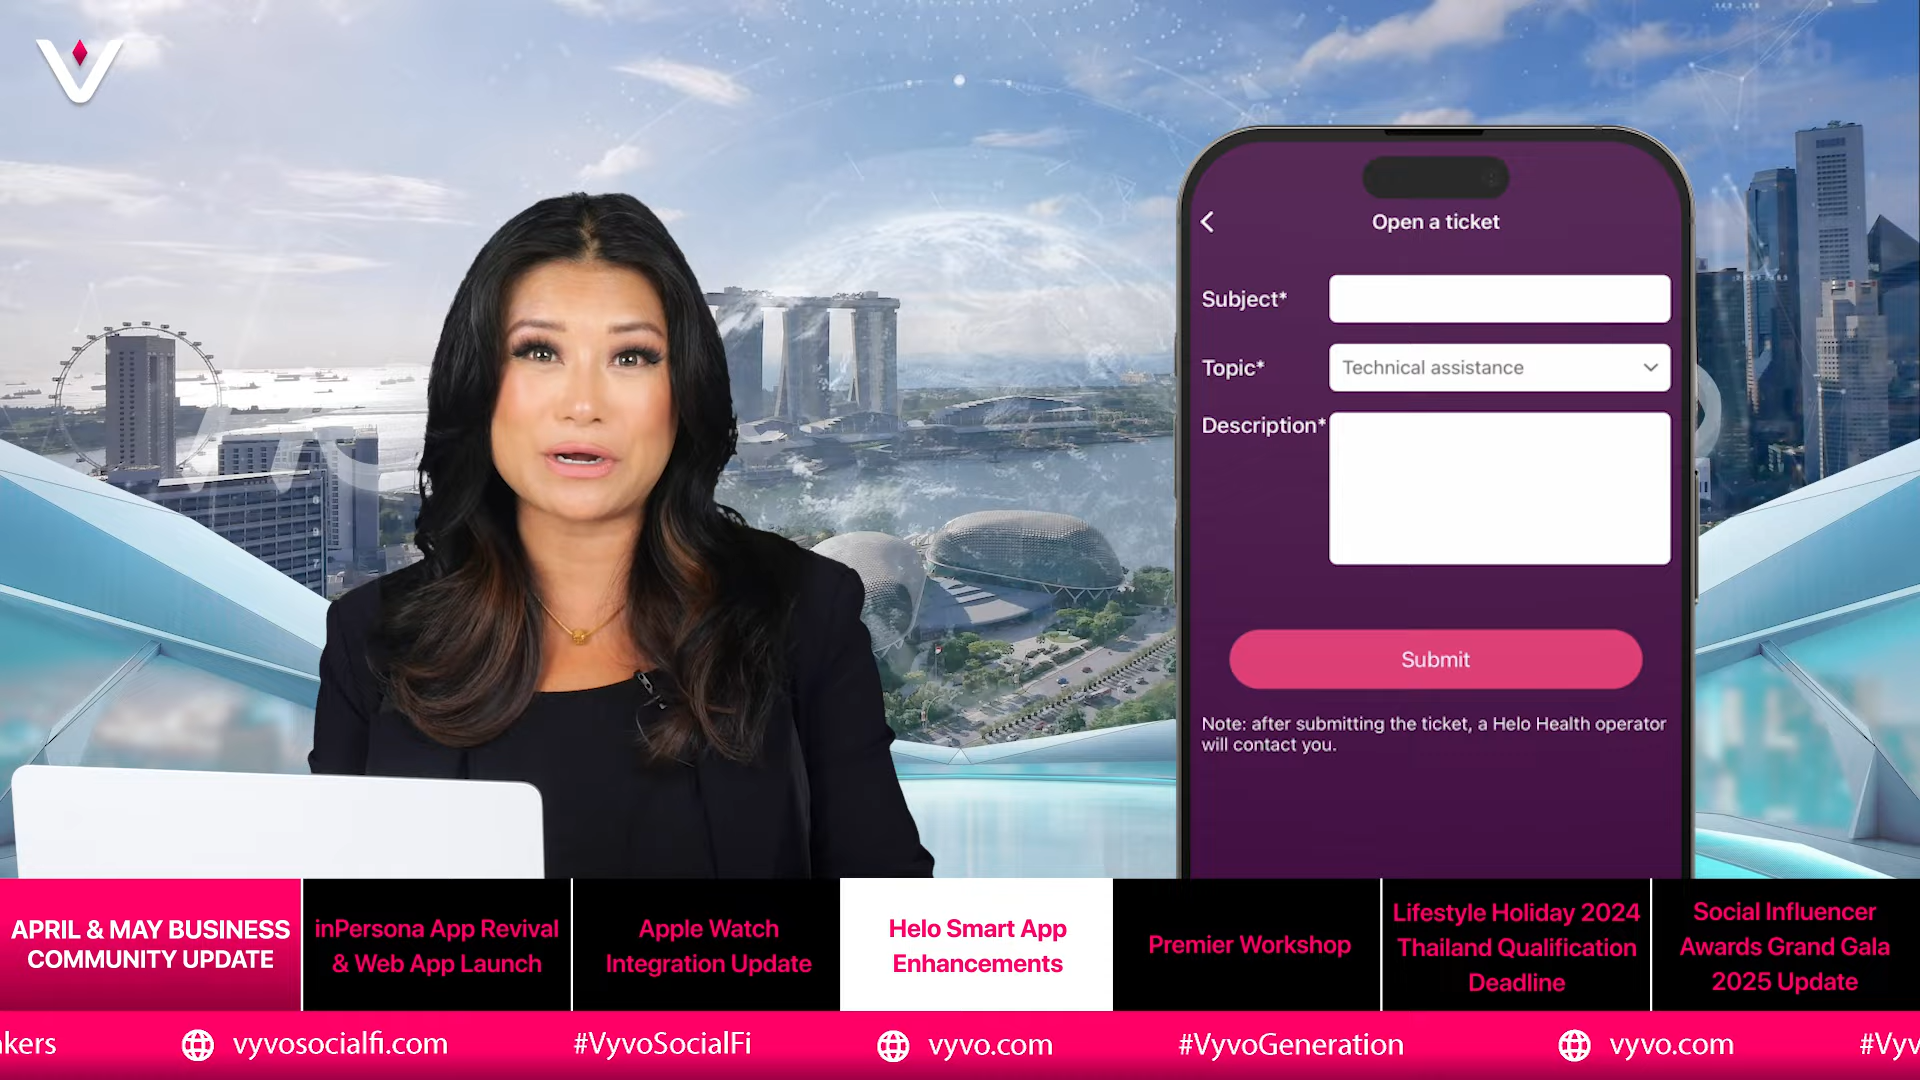 Open a ticket
Subject*
Topic*
Technical assistance
Description*
Submit
Note: after submitting the ticket, a Helo Health operator
will contact you.
APRIL & MAY BUSINESS
COMMUNITY UPDATE
inPersona App Revival
& Web App Launch
Apple Watch
Integration Update
Helo Smart App
Enhancements
Premier Workshop
Lifestyle Holiday 2024
Thailand Qualification
Deadline
Social Influencer
Awards Grand Gala
2025 Update
vyvosocialfi.com
#VyvoSocialFi
vyvo.com
#VyvoGeneration
vyvo.com